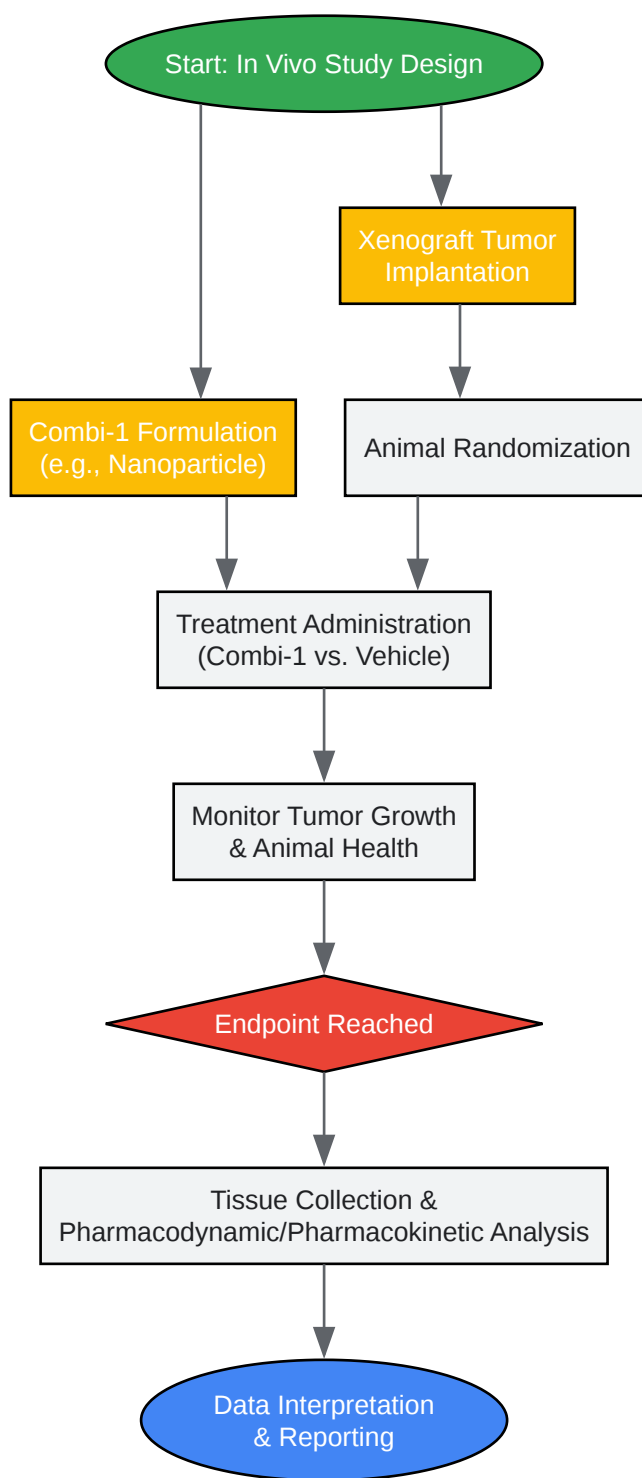 Start: In Vivo Study Design
Xenograft Tumor
Implantation
Combi-1 Formulation
(e.g., Nanoparticle)
Animal Randomization
Treatment Administration
(Combi-1 vs. Vehicle)
Monitor Tumor Growth
& Animal Health
Endpoint Reached
Tissue Collection &
Pharmacodynamic/Pharmacokinetic Analysis
Data Interpretation
& Reporting